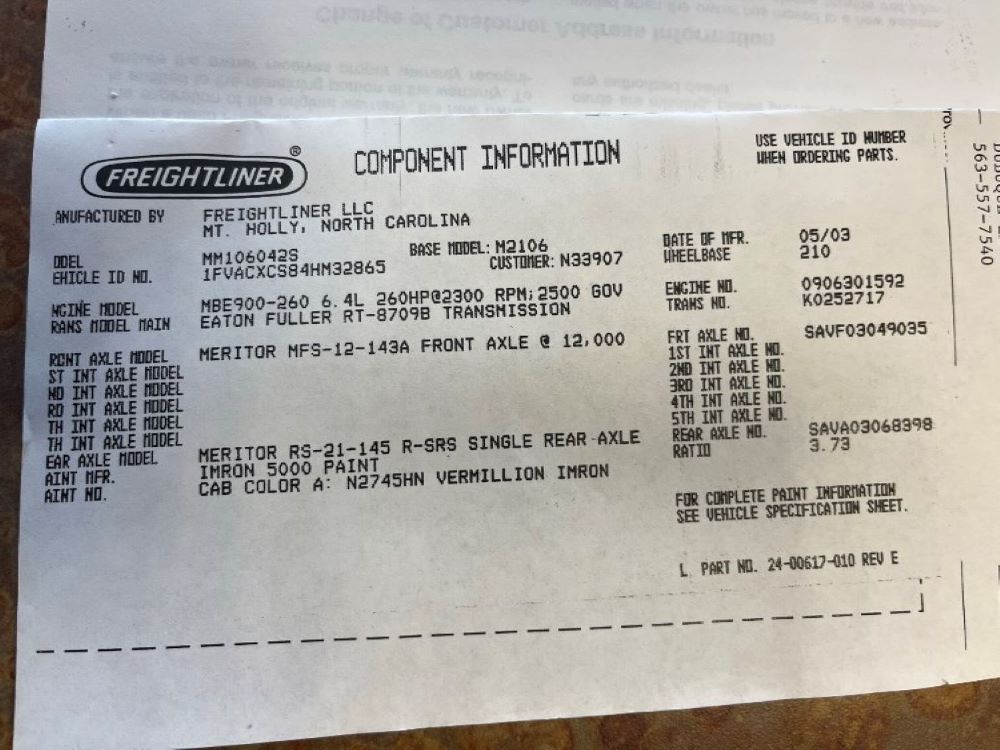 Change of Customer Address Information
FREIGHTLINER®
COMPONENT INFORMATION
USE VEHICLE ID NUMBER
WHEN ORDERING PARTS.
ANUFACTURED BY FREIGHTLINER LLC
MT. HOLLY, NORTH CAROLINA
ODEL MM106042S BASE MODEL: M2106
EHICLE ID NO. 1FVACXCS84HM32865 CUSTOMER: N33907
DATE OF MFR. 05/03
WHEELBASE 210
NGINE MODEL MBE900-260 6.4L 260HP@2300 RPM; 2500 GOV
RANS MODEL MAIN EATON FULLER RT-8709B TRANSMISSION
ENGINE NO. 0906301592
TRANS NO. K0252717
RONT AXLE MODEL MERITOR MFS-12-143A FRONT AXLE @ 12,000
ST INT AXLE MODEL
ND INT AXLE MODEL
RD INT AXLE MODEL
TH INT AXLE MODEL
TH INT AXLE MODEL
EAR AXLE MODEL MERITOR RS-21-145 R-SRS SINGLE REAR AXLE
AINT MFR. IMRON 5000 PAINT
AINT NO. CAB COLOR A: N2745HN VERMILLION IMRON
FRT AXLE NO. SAVF03049035
1ST INT AXLE NO.
2ND INT AXLE NO.
3RD INT AXLE NO.
4TH INT AXLE NO.
5TH INT AXLE NO.
REAR AXLE NO. SAVA03068398
RATIO 3.73
FOR COMPLETE PAINT INFORMATION
SEE VEHICLE SPECIFICATION SHEET.
L PART NO. 24-00617-010 REV E
563-557-7540